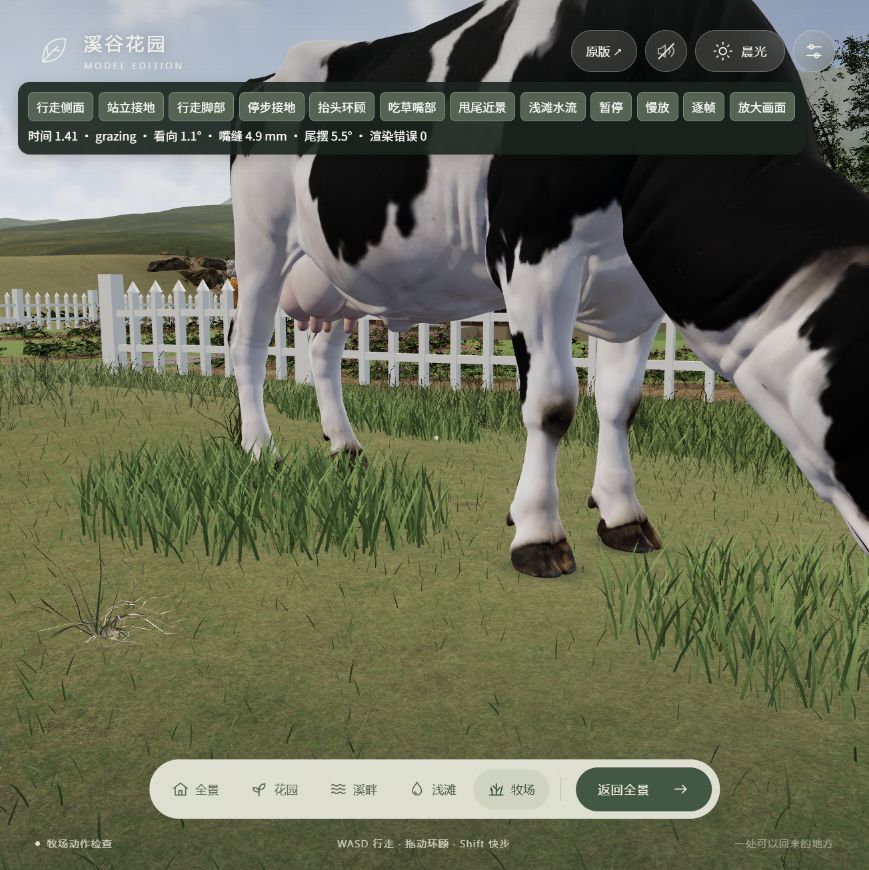 溪谷花园
MODEL EDITION
原版 ↗
晨光
行走侧面 站立接地 行走脚部 停步接地 抬头环顾 吃草嘴部 甩尾近景 浅滩水流 暂停 慢放 逐帧 放大画面
时间 1.41 · grazing · 看向 1.1° · 嘴缝 4.9 mm · 尾摆 5.5° · 渲染错误 0
全景 花园 溪畔 浅滩 牧场 返回全景 →
牧场动作检查
WASD 行走 · 拖动环顾 · Shift 快步
一处可以回来的地方